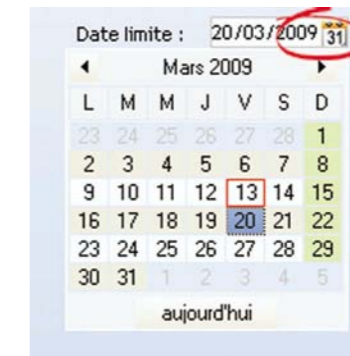 Date limite : 20/03/2009 31
Mars 2009
L M M J V S D
23 24 25 26 27 28 1
2 3 4 5 6 7 8
9 10 11 12 13 14 15
16 17 18 19 20 21 22
23 24 25 26 27 28 29
30 31 1 2 3 4 5
aujourd'hui